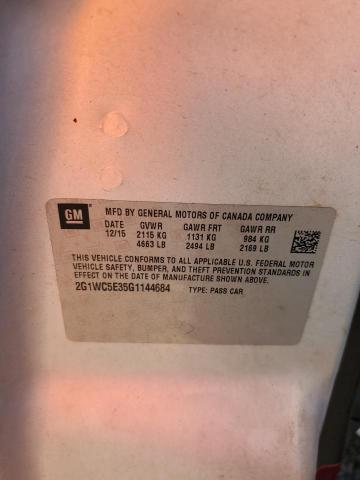 GM MFD BY GENERAL MOTORS OF CANADA COMPANY
DATE GVWR GAWR FRT GAWR RR
12/15 2115 KG 1131 KG 984 KG
4663 LB 2494 LB 2169 LB
THIS VEHICLE CONFORMS TO ALL APPLICABLE U.S. FEDERAL MOTOR
VEHICLE SAFETY, BUMPER, AND THEFT PREVENTION STANDARDS IN
EFFECT ON THE DATE OF MANUFACTURE SHOWN ABOVE.
2G1WC5E35G1144684 TYPE: PASS CAR